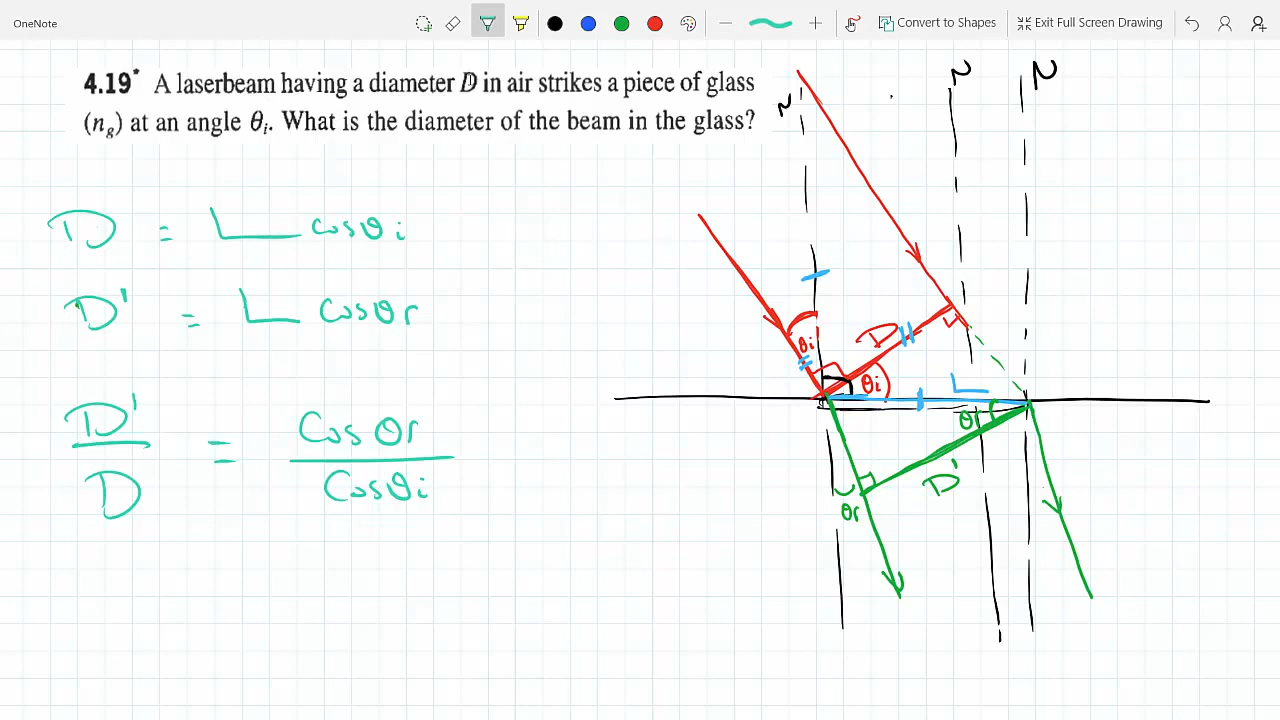 OneNote
Convert to Shapes
Exit Full Screen Drawing
4.19* A laserbeam having a diameter D in air strikes a piece of glass
(n_g) at an angle θ_i. What is the diameter of the beam in the glass?
D = L cosθi
D' = L cosθr
D'/D = Cosθr/Cosθi
N
N
N
θi
D
θi
L
θr
D'
θr